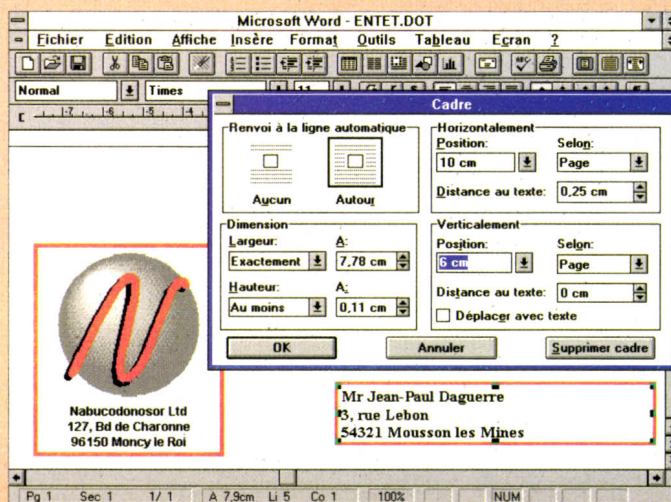 Microsoft Word - ENTET.DOT
Fichier Edition Affiche Insère Format Outils Tableau Ecran ?
Normal Times 11 G I S
Cadre
Renvoi à la ligne automatique
Aucun Autour
Horizontalement
Position: Selon:
10 cm Page
Distance au texte: 0,25 cm
Dimension
Largeur: A:
Exactement 7,78 cm
Hauteur: A:
Au moins 0,11 cm
Verticalement
Position: Selon:
6 cm Page
Distance au texte: 0 cm
Déplacer avec texte
OK Annuler Supprimer cadre
N
Nabucodonosor Ltd
127, Bd de Charonne
96150 Moncy le Roi
Mr Jean-Paul Daguerre
3, rue Lebon
54321 Mousson les Mines
Pg 1 Sec 1 1/ 1 A 7,9cm Li 5 Co 1 100% NUM